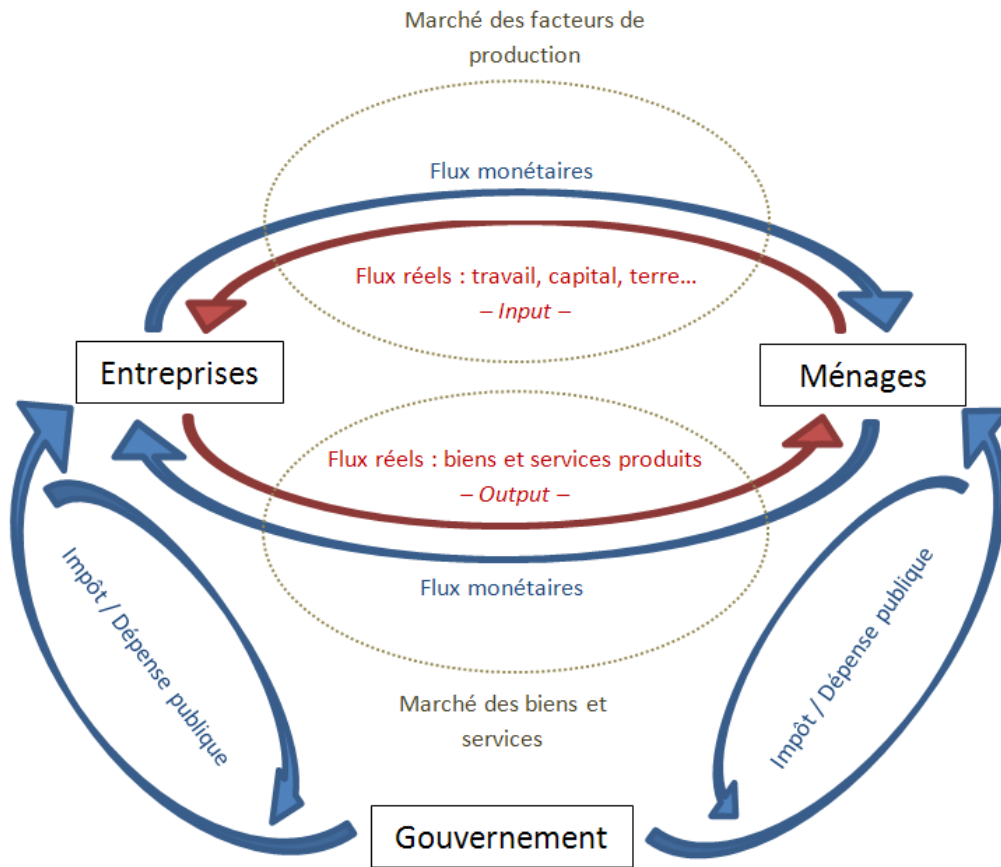 Marché des facteurs de
production
Flux monétaires
Flux réels : travail, capital, terre...
– Input –
Entreprises
Ménages
Flux réels : biens et services produits
– Output –
Flux monétaires
Impôt / Dépense publique
Impôt / Dépense publique
Marché des biens et
services
Gouvernement